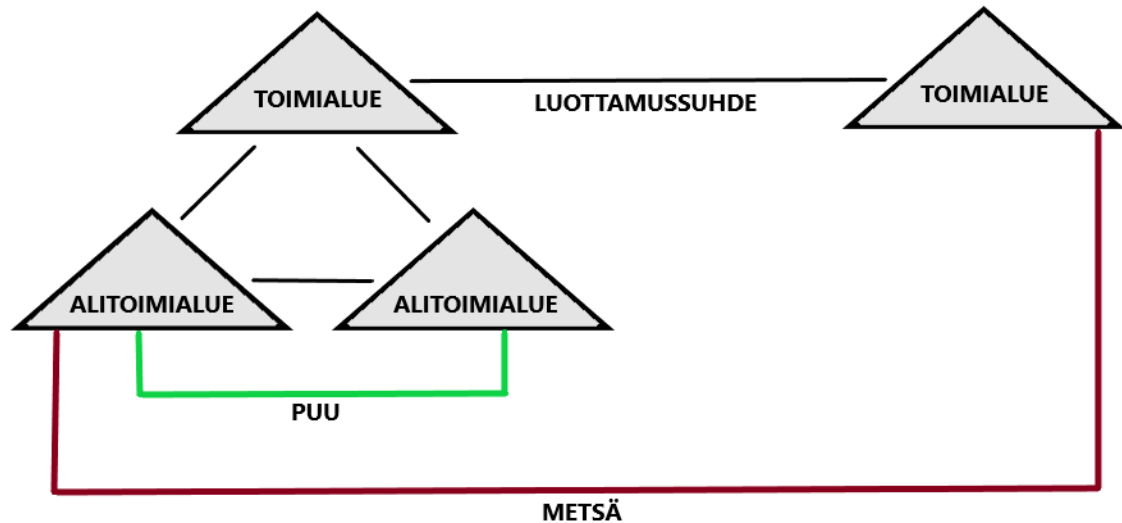 TOIMIALUE
LUOTTAMUSSUHDE
TOIMIALUE
ALITOIMIALUE
ALITOIMIALUE
PUU
METSÄ